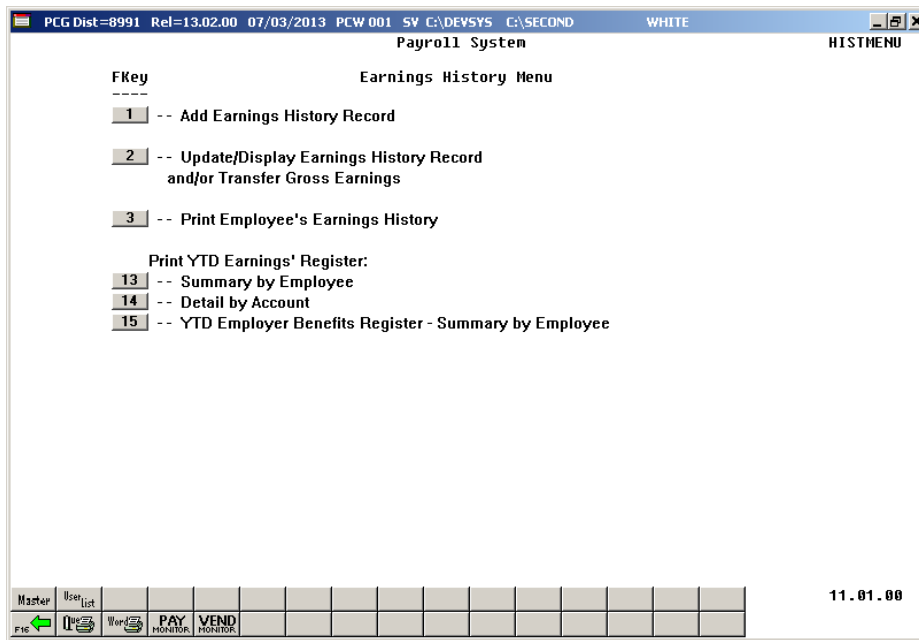 PCG Dist=8991 Rel=13.02.00 07/03/2013 PCW 001 SV C:\DEVSYS C:\SECOND WHITE
Payroll System HISTMENU
FKey Earnings History Menu
----
1 -- Add Earnings History Record
2 -- Update/Display Earnings History Record
and/or Transfer Gross Earnings
3 -- Print Employee's Earnings History
Print YTD Earnings' Register:
13 -- Summary by Employee
14 -- Detail by Account
15 -- YTD Employer Benefits Register - Summary by Employee
Master User List 11.01.00
F16 Que Word PAY MONITOR VEND MONITOR